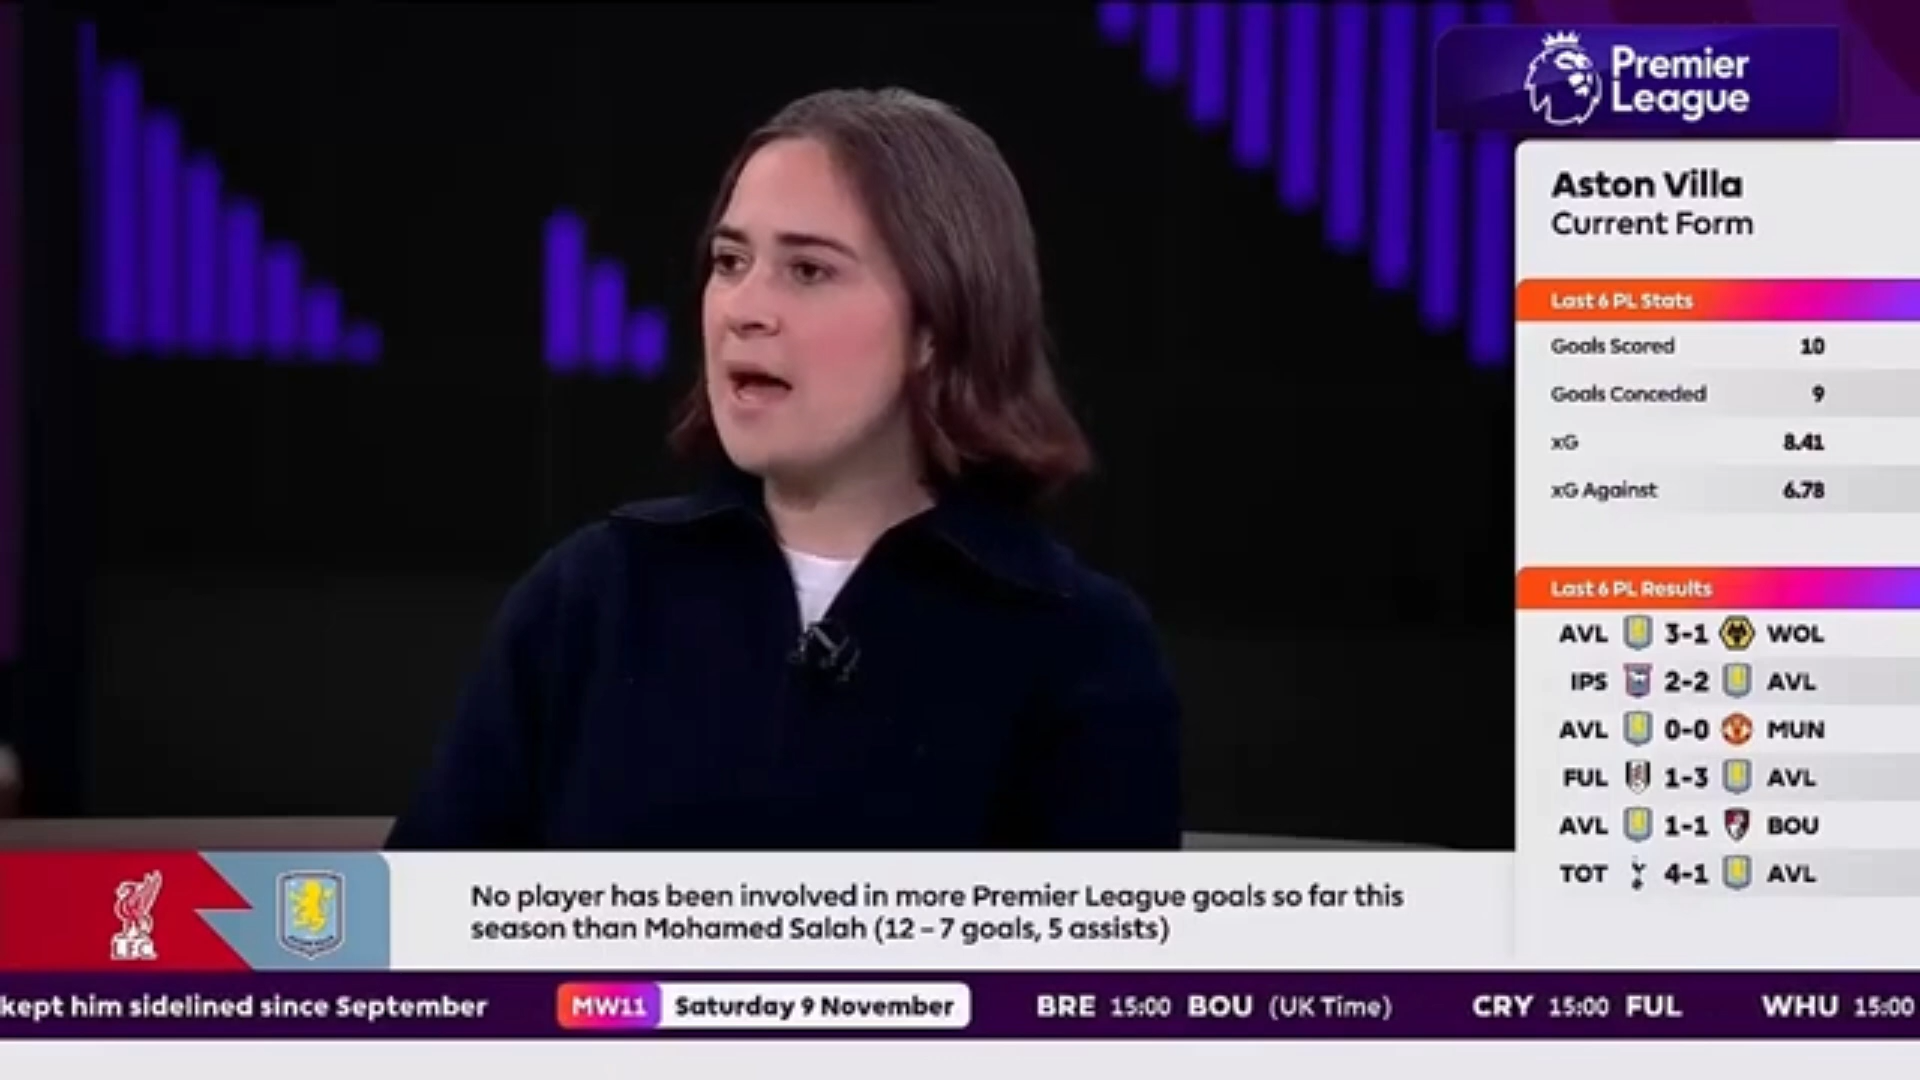 Premier
League
Aston Villa
Current Form
Last 6 PL Stats
Goals Scored 10
Goals Conceded 9
xG 8.41
xG Against 6.78
Last 6 PL Results
AVL 3-1 WOL
IPS 2-2 AVL
AVL 0-0 MUN
FUL 1-3 AVL
AVL 1-1 BOU
TOT 4-1 AVL
L.F.C.
No player has been involved in more Premier League goals so far this
season than Mohamed Salah (12 – 7 goals, 5 assists)
kept him sidelined since September MW11 Saturday 9 November BRE 15:00 BOU (UK Time) CRY 15:00 FUL WHU 15:00